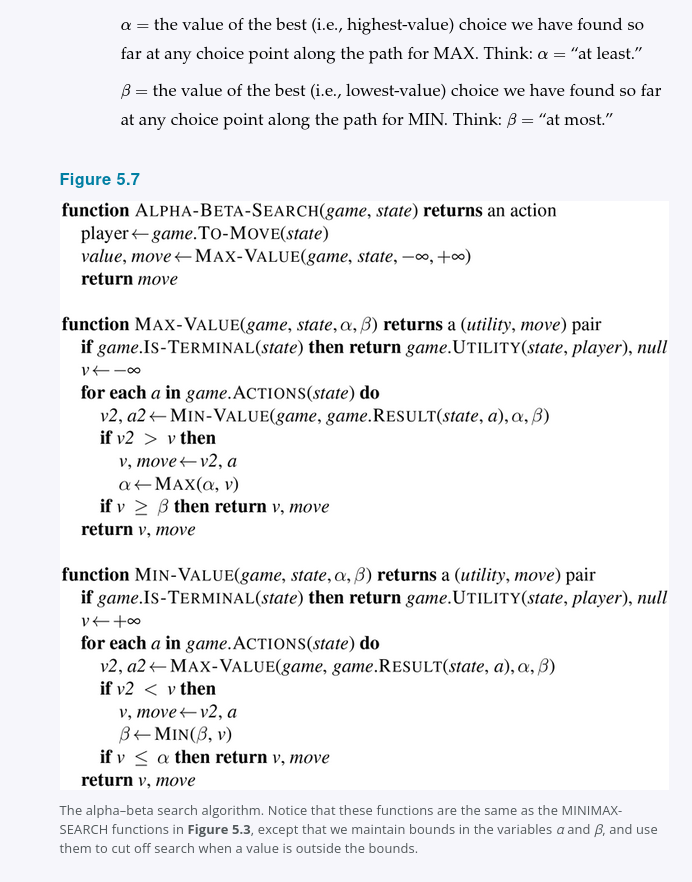 α = the value of the best (i.e., highest-value) choice we have found so
far at any choice point along the path for MAX. Think: α = “at least.”
β = the value of the best (i.e., lowest-value) choice we have found so far
at any choice point along the path for MIN. Think: β = “at most.”
Figure 5.7
function ALPHA-BETA-SEARCH(game, state) returns an action
player←game.TO-MOVE(state)
value, move←MAX-VALUE(game, state, −∞, +∞)
return move
function MAX-VALUE(game, state, α, β) returns a (utility, move) pair
if game.IS-TERMINAL(state) then return game.UTILITY(state, player), null
v←−∞
for each a in game.ACTIONS(state) do
v2, a2←MIN-VALUE(game, game.RESULT(state, a), α, β)
if v2 > v then
v, move←v2, a
α←MAX(α, v)
if v ≥ β then return v, move
return v, move
function MIN-VALUE(game, state, α, β) returns a (utility, move) pair
if game.IS-TERMINAL(state) then return game.UTILITY(state, player), null
v←+∞
for each a in game.ACTIONS(state) do
v2, a2←MAX-VALUE(game, game.RESULT(state, a), α, β)
if v2 < v then
v, move←v2, a
β←MIN(β, v)
if v ≤ α then return v, move
return v, move
The alpha–beta search algorithm. Notice that these functions are the same as the MINIMAX-
SEARCH functions in Figure 5.3, except that we maintain bounds in the variables α and β, and use
them to cut off search when a value is outside the bounds.